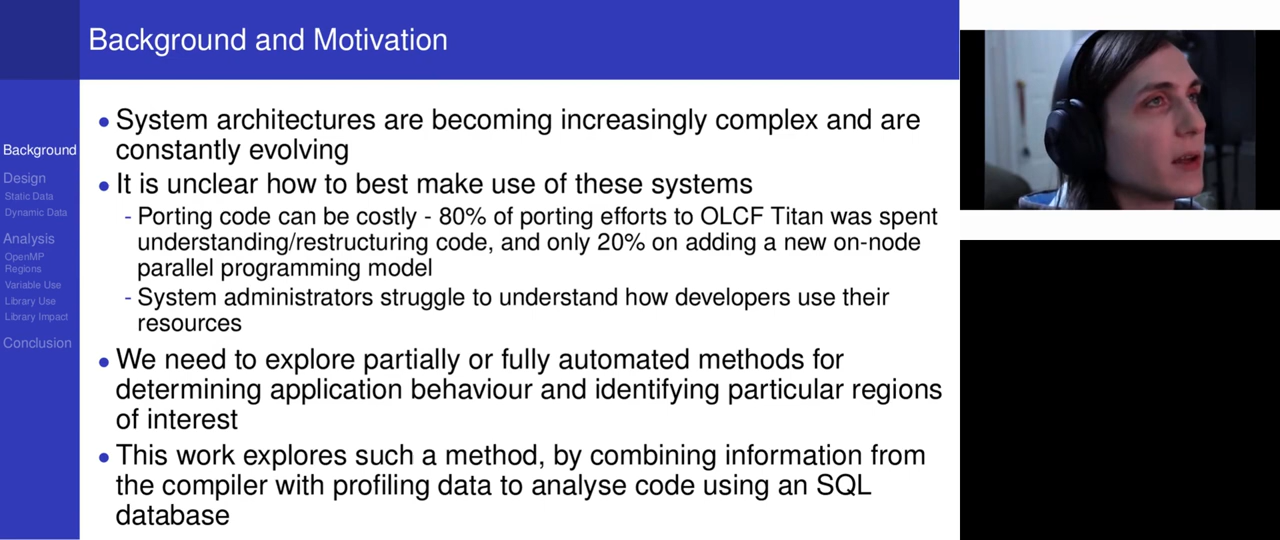 Background and Motivation
Background
Design
Static Data
Dynamic Data
Analysis
OpenMP
Regions
Variable Use
Library Use
Library Impact
Conclusion
• System architectures are becoming increasingly complex and are
constantly evolving
• It is unclear how to best make use of these systems
- Porting code can be costly - 80% of porting efforts to OLCF Titan was spent
understanding/restructuring code, and only 20% on adding a new on-node
parallel programming model
- System administrators struggle to understand how developers use their
resources
• We need to explore partially or fully automated methods for
determining application behaviour and identifying particular regions
of interest
• This work explores such a method, by combining information from
the compiler with profiling data to analyse code using an SQL
database